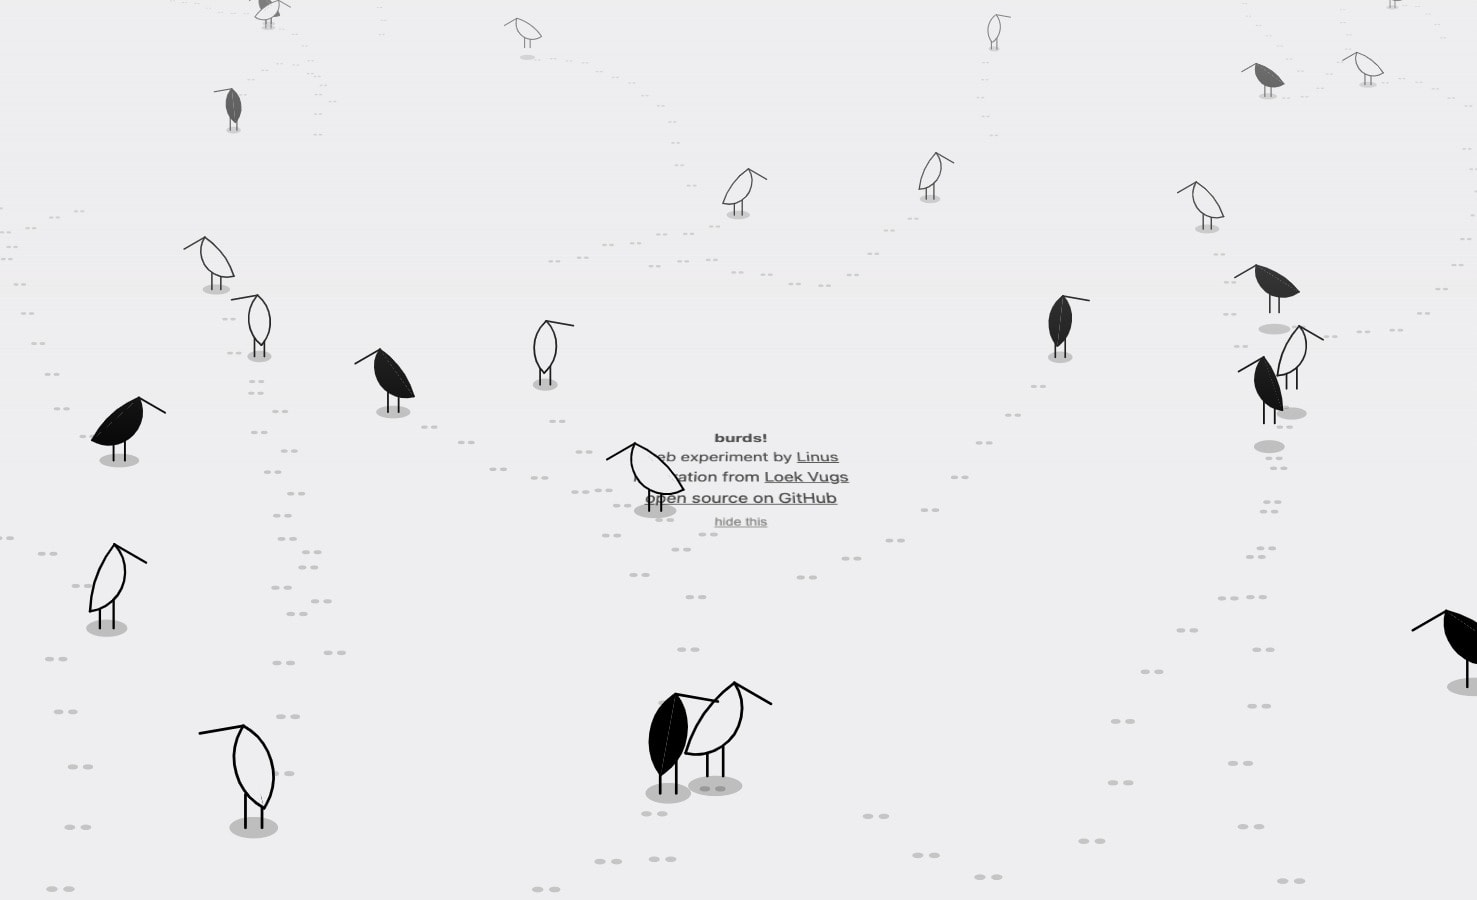 burds!
experiment by Linus
from Loek Vugs
open source on GitHub
hide this